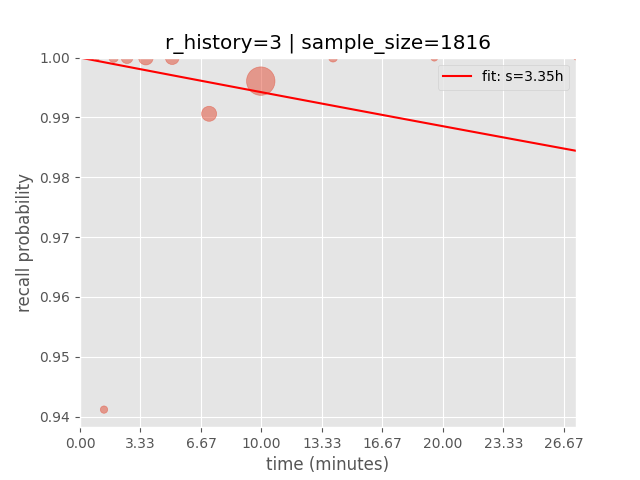 r_history=3 | sample_size=1816
fit: s=3.35h
recall probability
1.00
0.99
0.98
0.97
0.96
0.95
0.94
0.00 3.33 6.67 10.00 13.33 16.67 20.00 23.33 26.67
time (minutes)